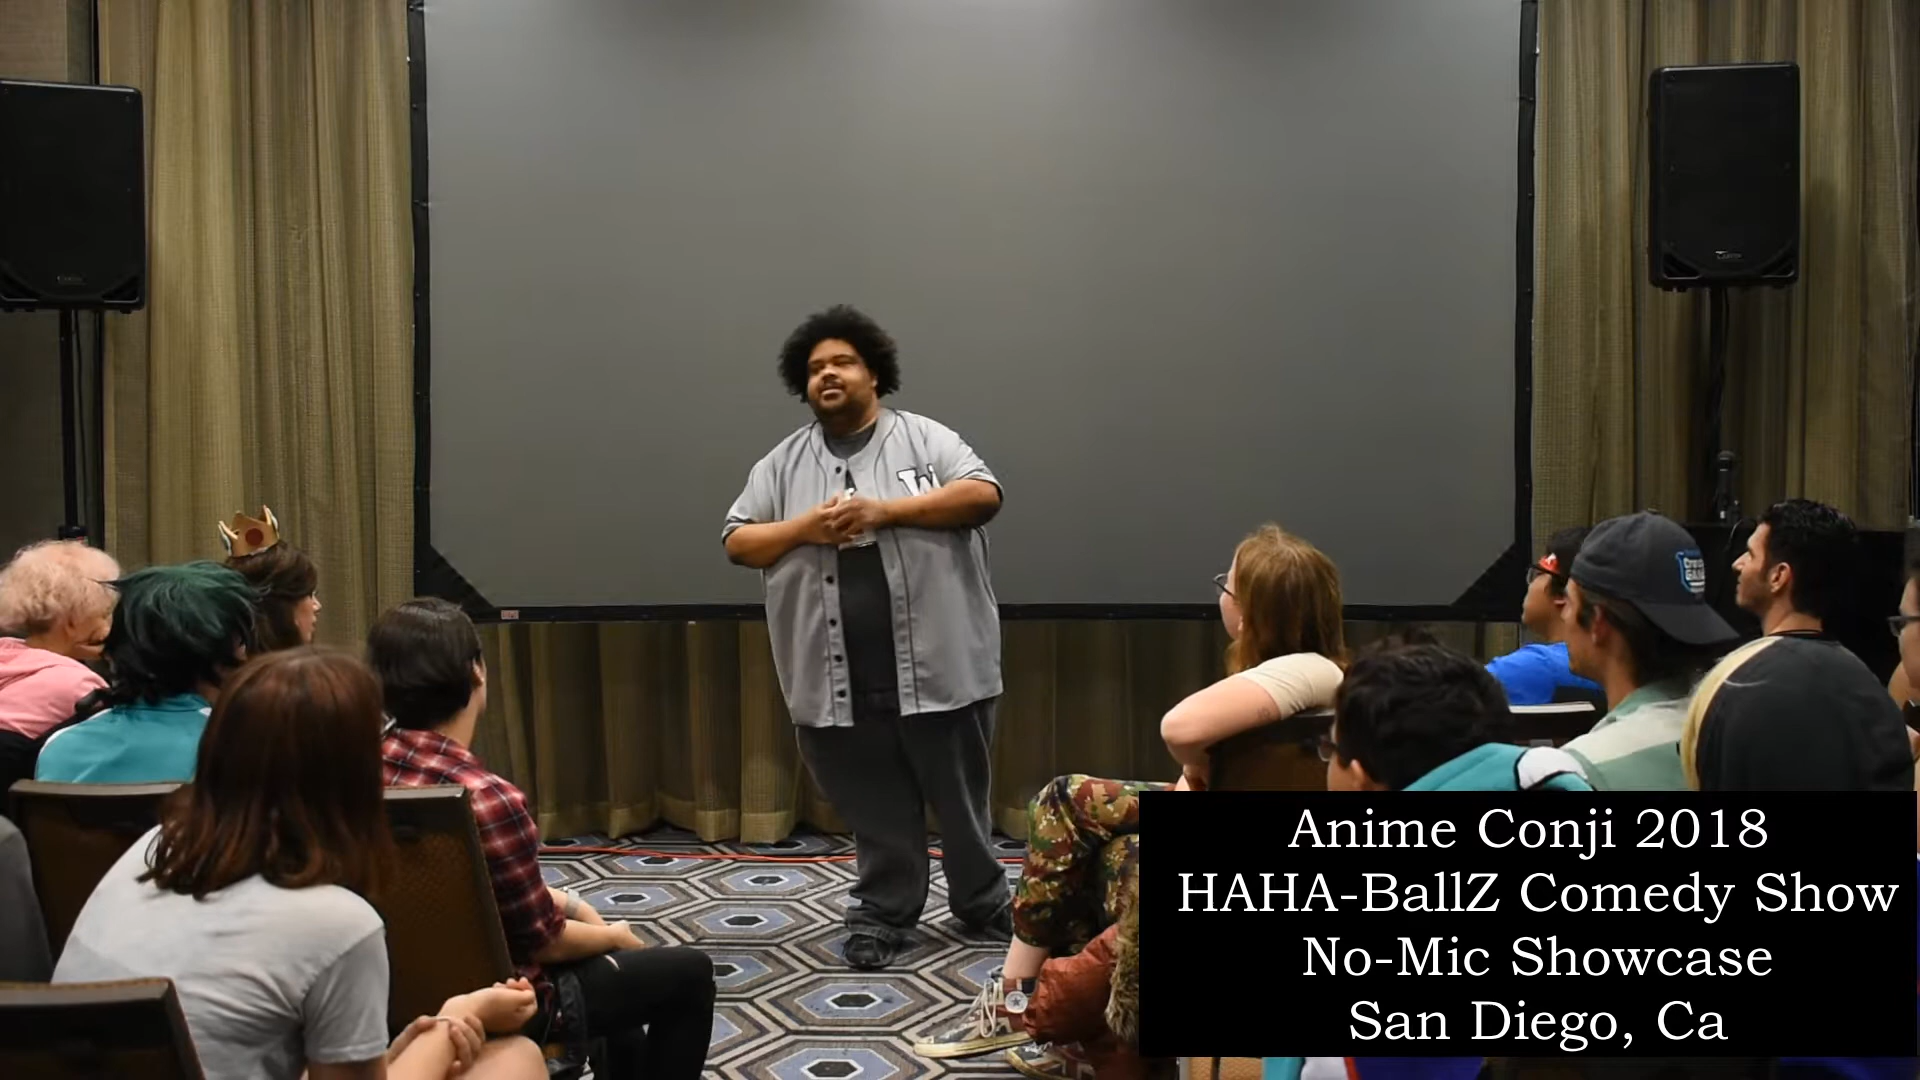 W
Anime Conji 2018
HAHA-BallZ Comedy Show
No-Mic Showcase
San Diego, Ca